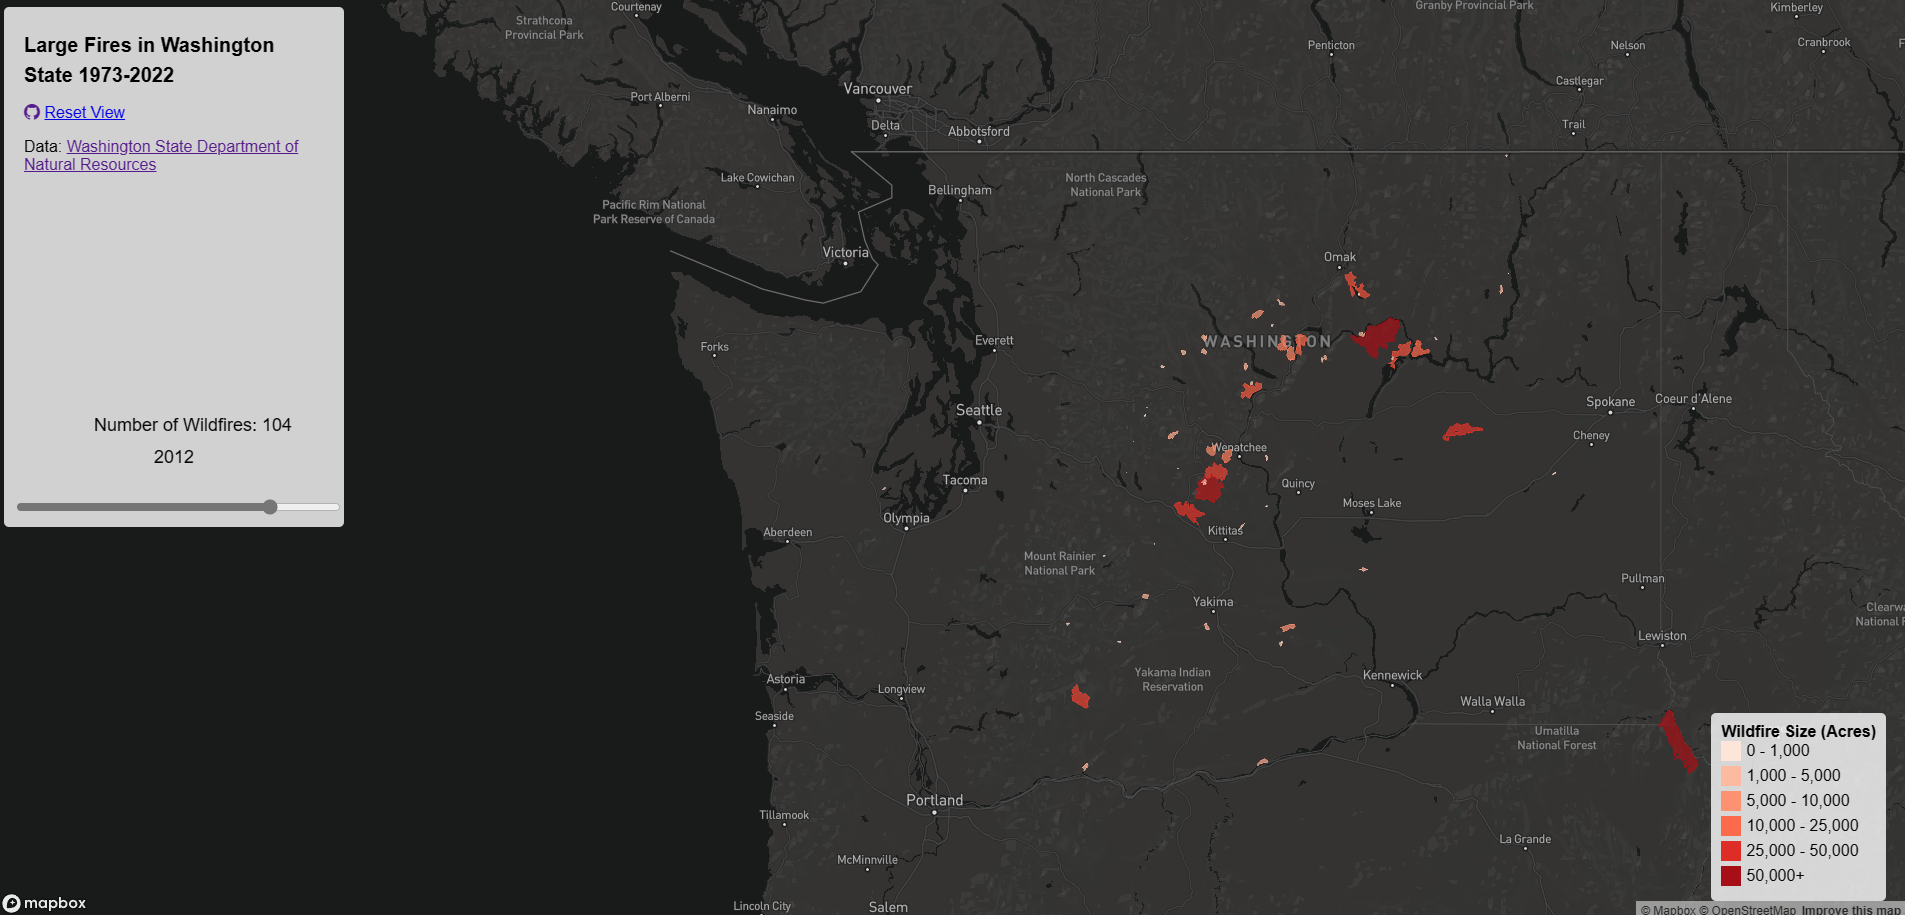 Large Fires in Washington
State 1973-2022
Reset View
Data: Washington State Department of
Natural Resources
Number of Wildfires: 104
2012
Courtenay
Strathcona
Provincial Park
Granby Provincial Park
Kimberley
Penticton
Nelson
Cranbrook
Castlegar
Port Alberni
Vancouver
Nanaimo
Delta
Abbotsford
Trail
Lake Cowichan
North Cascades
National Park
Bellingham
Pacific Rim National
Park Reserve of Canada
Victoria
Omak
Everett
WASHINGTON
Forks
Seattle
Spokane
Coeur d'Alene
Cheney
Wenatchee
Tacoma
Quincy
Moses Lake
Olympia
Aberdeen
Kittitas
Mount Rainier
National Park
Pullman
Yakima
Clearwa
National F
Lewiston
Yakama Indian
Reservation
Kennewick
Astoria
Longview
Walla Walla
Seaside
Umatilla
National Forest
Portland
Tillamook
La Grande
McMinnville
Lincoln City
Salem
Wildfire Size (Acres)
0 - 1,000
1,000 - 5,000
5,000 - 10,000
10,000 - 25,000
25,000 - 50,000
50,000+
mapbox
© Mapbox © OpenStreetMap Improve this map